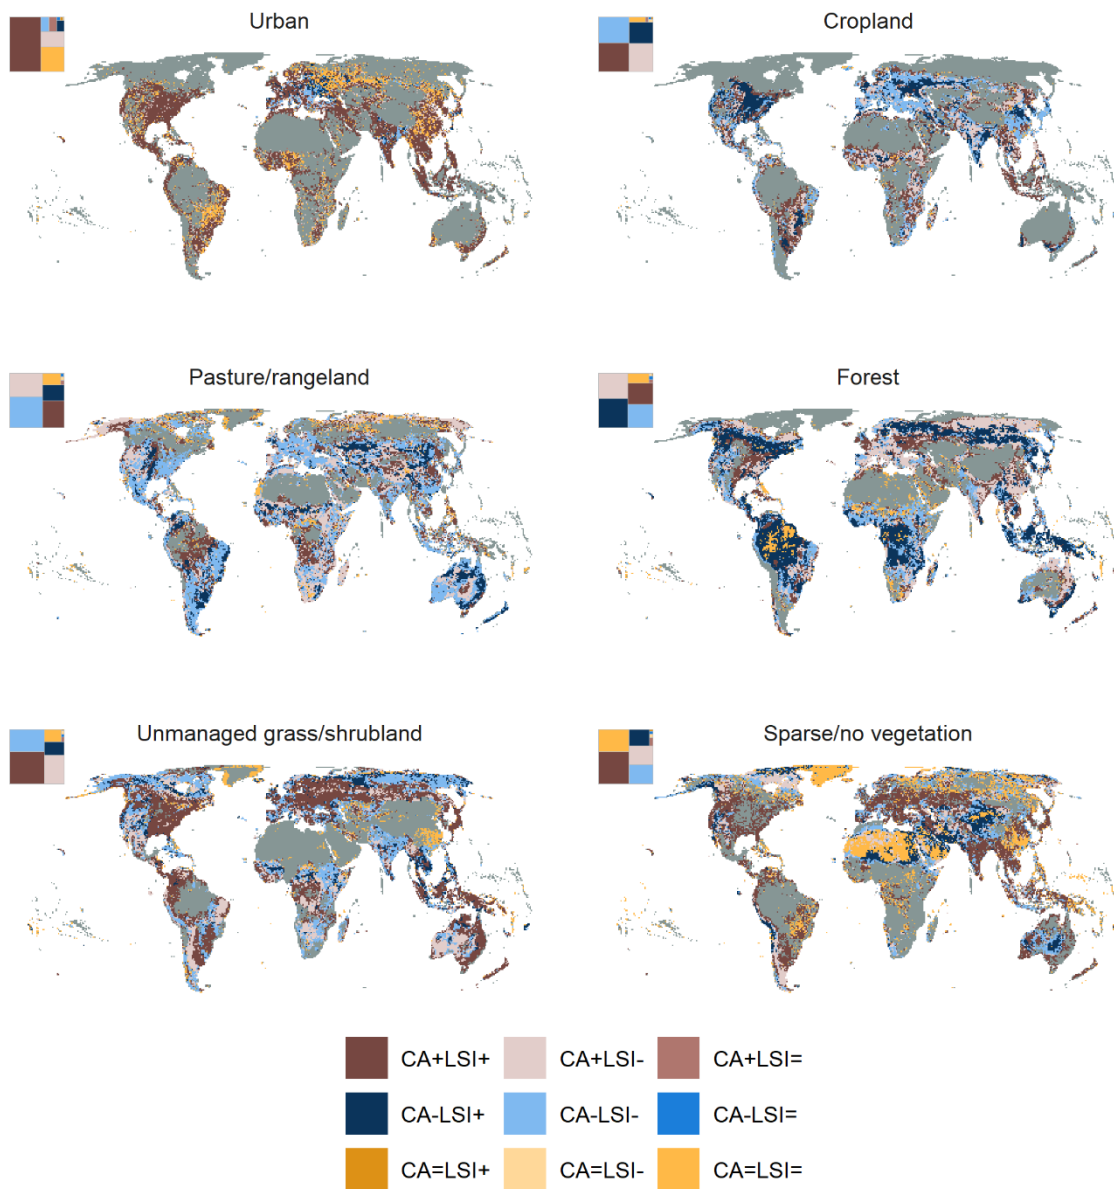 Urban
Cropland
Pasture/rangeland
Forest
Unmanaged grass/shrubland
Sparse/no vegetation
CA+LSI+ CA+LSI- CA+LSI=
CA-LSI+ CA-LSI- CA-LSI=
CA=LSI+ CA=LSI- CA=LSI=